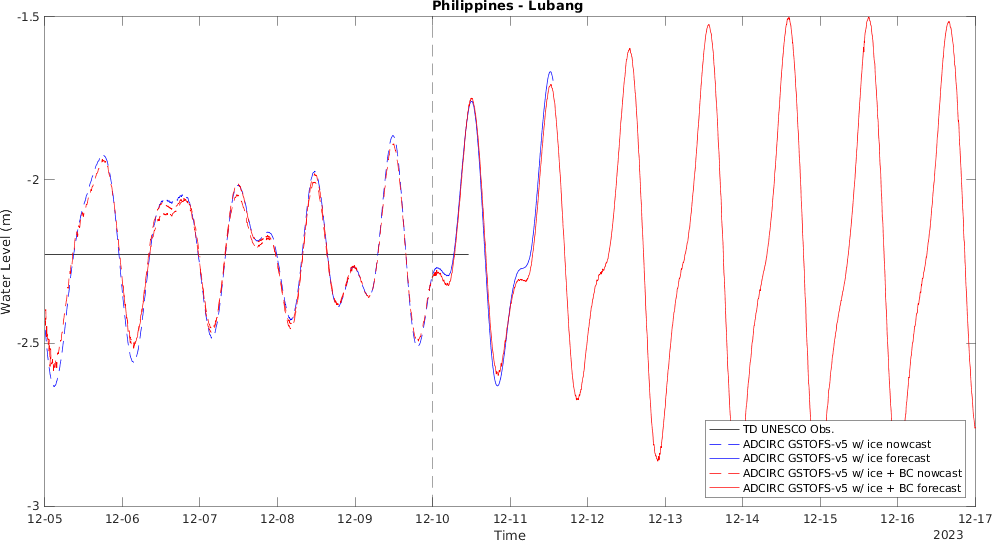 Philippines - Lubang
-1.5
-2
-2.5
-3
Water Level (m)
TD UNESCO Obs.
ADCIRC GSTOFS-v5 w/ ice nowcast
ADCIRC GSTOFS-v5 w/ ice forecast
ADCIRC GSTOFS-v5 w/ ice + BC nowcast
ADCIRC GSTOFS-v5 w/ ice + BC forecast
12-05 12-06 12-07 12-08 12-09 12-10 12-11 12-12 12-13 12-14 12-15 12-16 12-17
Time
2023